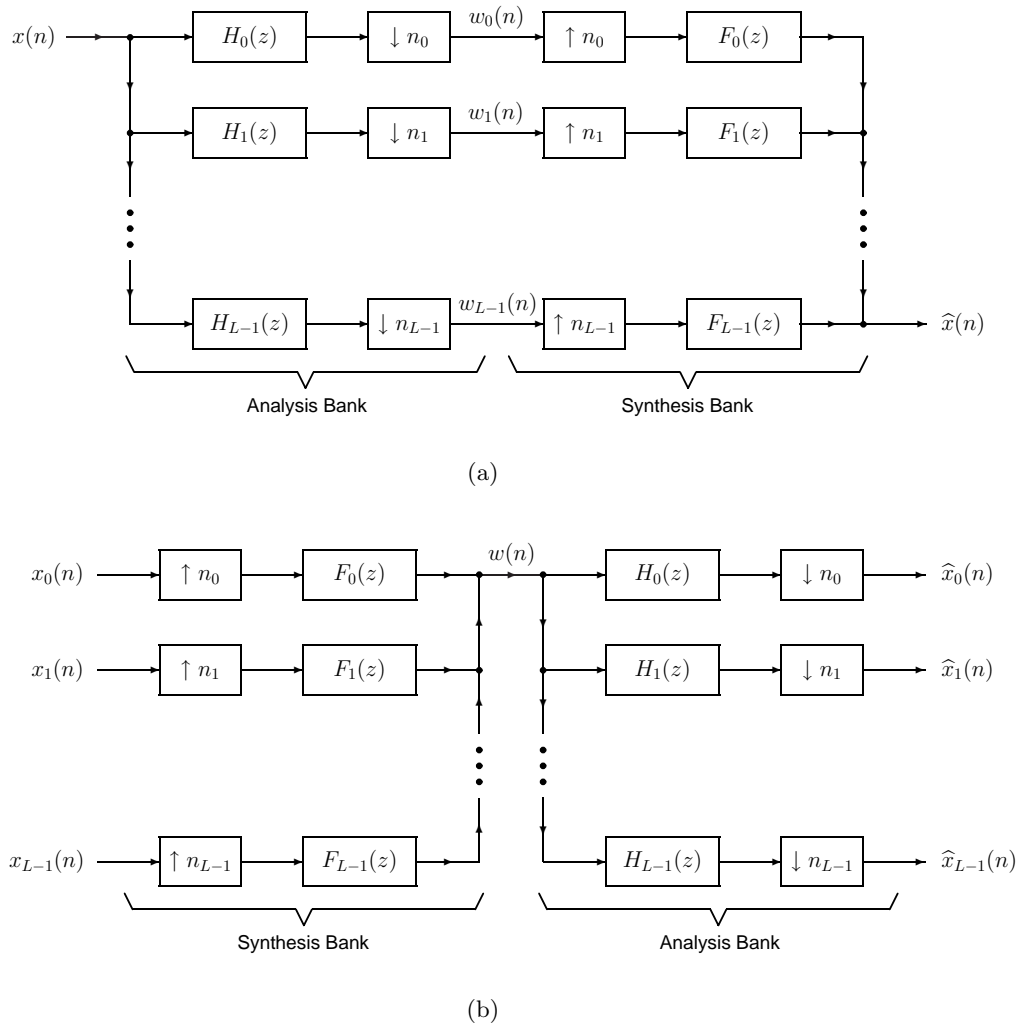 w_0(n)
x(n) H_0(z) ↓ n_0 ↑ n_0 F_0(z)
w_1(n)
H_1(z) ↓ n_1 ↑ n_1 F_1(z)
w_{L−1}(n)
H_{L−1}(z) ↓ n_{L−1} ↑ n_{L−1} F_{L−1}(z) x̂(n)
Analysis Bank Synthesis Bank
(a)
w(n)
x_0(n) ↑ n_0 F_0(z) H_0(z) ↓ n_0 x̂_0(n)
x_1(n) ↑ n_1 F_1(z) H_1(z) ↓ n_1 x̂_1(n)
x_{L−1}(n) ↑ n_{L−1} F_{L−1}(z) H_{L−1}(z) ↓ n_{L−1} x̂_{L−1}(n)
Synthesis Bank Analysis Bank
(b)